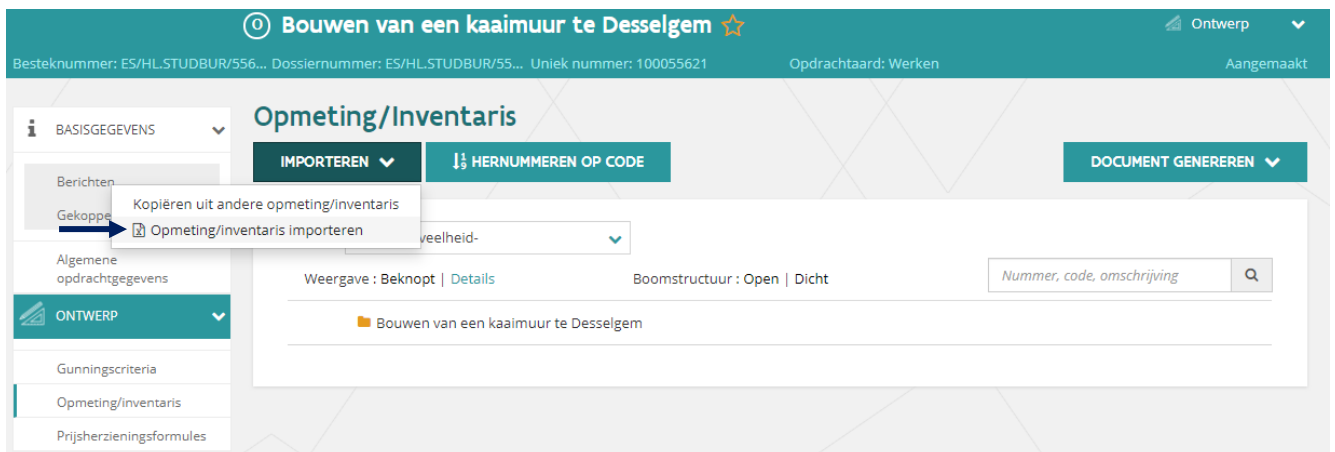 O Bouwen van een kaaimuur te Desselgem
Ontwerp
Besteknummer: ES/HL.STUDBUR/556... Dossiernummer: ES/HL.STUDBUR/55... Uniek nummer: 100055621 Opdrachtaard: Werken Aangemaakt
BASISGEGEVENS
Berichten
Gekoppe
Algemene
opdrachtgegevens
ONTWERP
Gunningscriteria
Opmeting/inventaris
Prijsherzieningsformules
Opmeting/Inventaris
IMPORTEREN
HERNUMMEREN OP CODE
DOCUMENT GENEREREN
Kopiëren uit andere opmeting/inventaris
Opmeting/inventaris importeren
veelheid-
Weergave : Beknopt | Details
Boomstructuur : Open | Dicht
Nummer, code, omschrijving
Bouwen van een kaaimuur te Desselgem